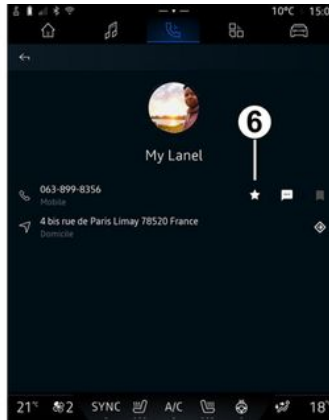 10°C 15:0
6
My Lanel
063-899-8356
Mobile
4 bis rue de Paris Limay 78520 France
Domicile
21°C 2 SYNC A/C 18°